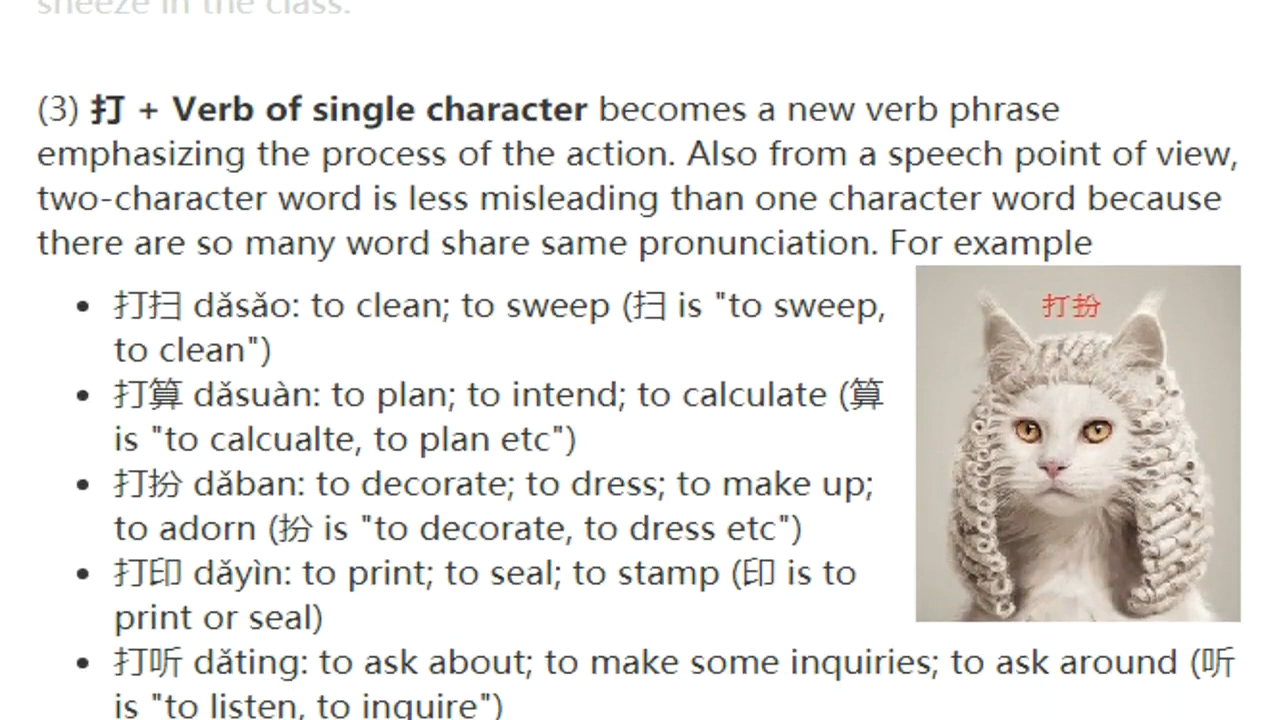 sneeze in the class.
(3) 打 + Verb of single character becomes a new verb phrase
emphasizing the process of the action. Also from a speech point of view,
two-character word is less misleading than one character word because
there are so many word share same pronunciation. For example
• 打扫 dǎsǎo: to clean; to sweep (扫 is "to sweep,
to clean")
打扮
• 打算 dǎsuàn: to plan; to intend; to calculate (算
is "to calcualte, to plan etc")
• 打扮 dǎban: to decorate; to dress; to make up;
to adorn (扮 is "to decorate, to dress etc")
• 打印 dǎyìn: to print; to seal; to stamp (印 is to
print or seal)
• 打听 dǎting: to ask about; to make some inquiries; to ask around (听
is "to listen, to inquire")